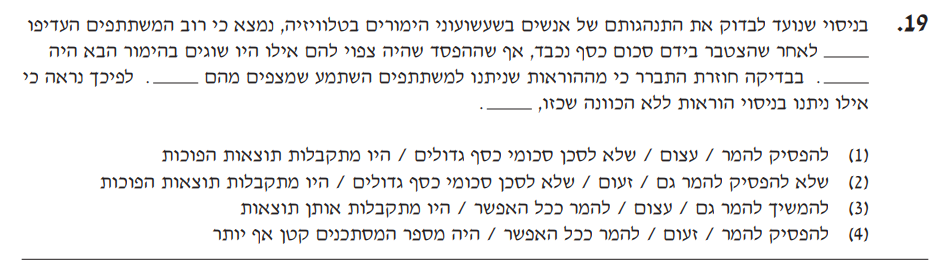 19. בניסוי שנועד לבדוק את התנהגותם של אנשים בשעשועוני הימורים בטלוויזיה, נמצא כי רוב המשתתפים העדיפו
_____ לאחר שהצטבר בידם סכום כסף נכבד, אף שההפסד שהיה צפוי להם אילו היו שוגים בהימור הבא היה
_____. בבדיקה חוזרת התברר כי מההוראות שניתנו למשתתפים השתמע שמצפים מהם _____. לפיכך נראה כי
אילו ניתנו בניסוי הוראות ללא הכוונה שכזו, _____.
(1) להפסיק להמר / עצום / שלא לסכן סכומי כסף גדולים / היו מתקבלות תוצאות הפוכות
(2) שלא להפסיק להמר גם / זעום / שלא לסכן סכומי כסף גדולים / היו מתקבלות תוצאות הפוכות
(3) להמשיך להמר גם / עצום / להמר ככל האפשר / היו מתקבלות אותן תוצאות
(4) להפסיק להמר / זעום / להמר ככל האפשר / היה מספר המסתכנים קטן אף יותר